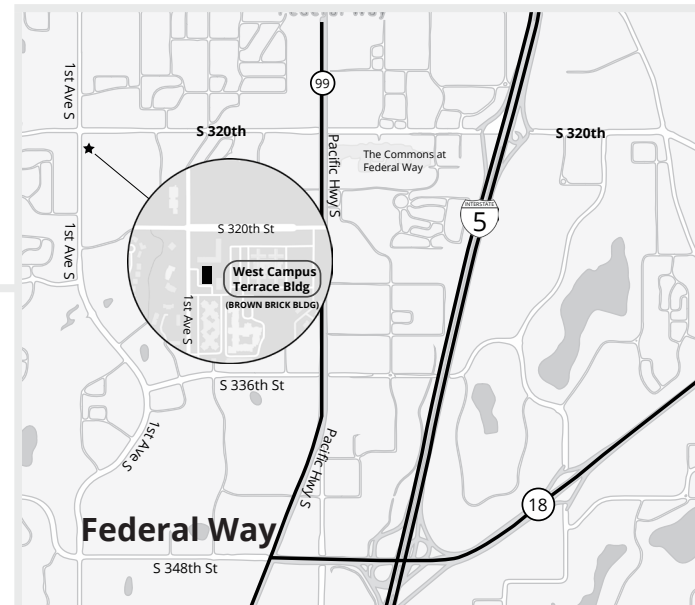 Federal Way
1st Ave S
99
S 320th
S 320th
Pacific Hwy S
The Commons at
Federal Way
INTERSTATE
5
1st Ave S
S 320th St
West Campus
Terrace Bldg
(BROWN BRICK BLDG)
1st Ave S
S 336th St
1st Ave S
Pacific Hwy S
18
Federal Way
S 348th St